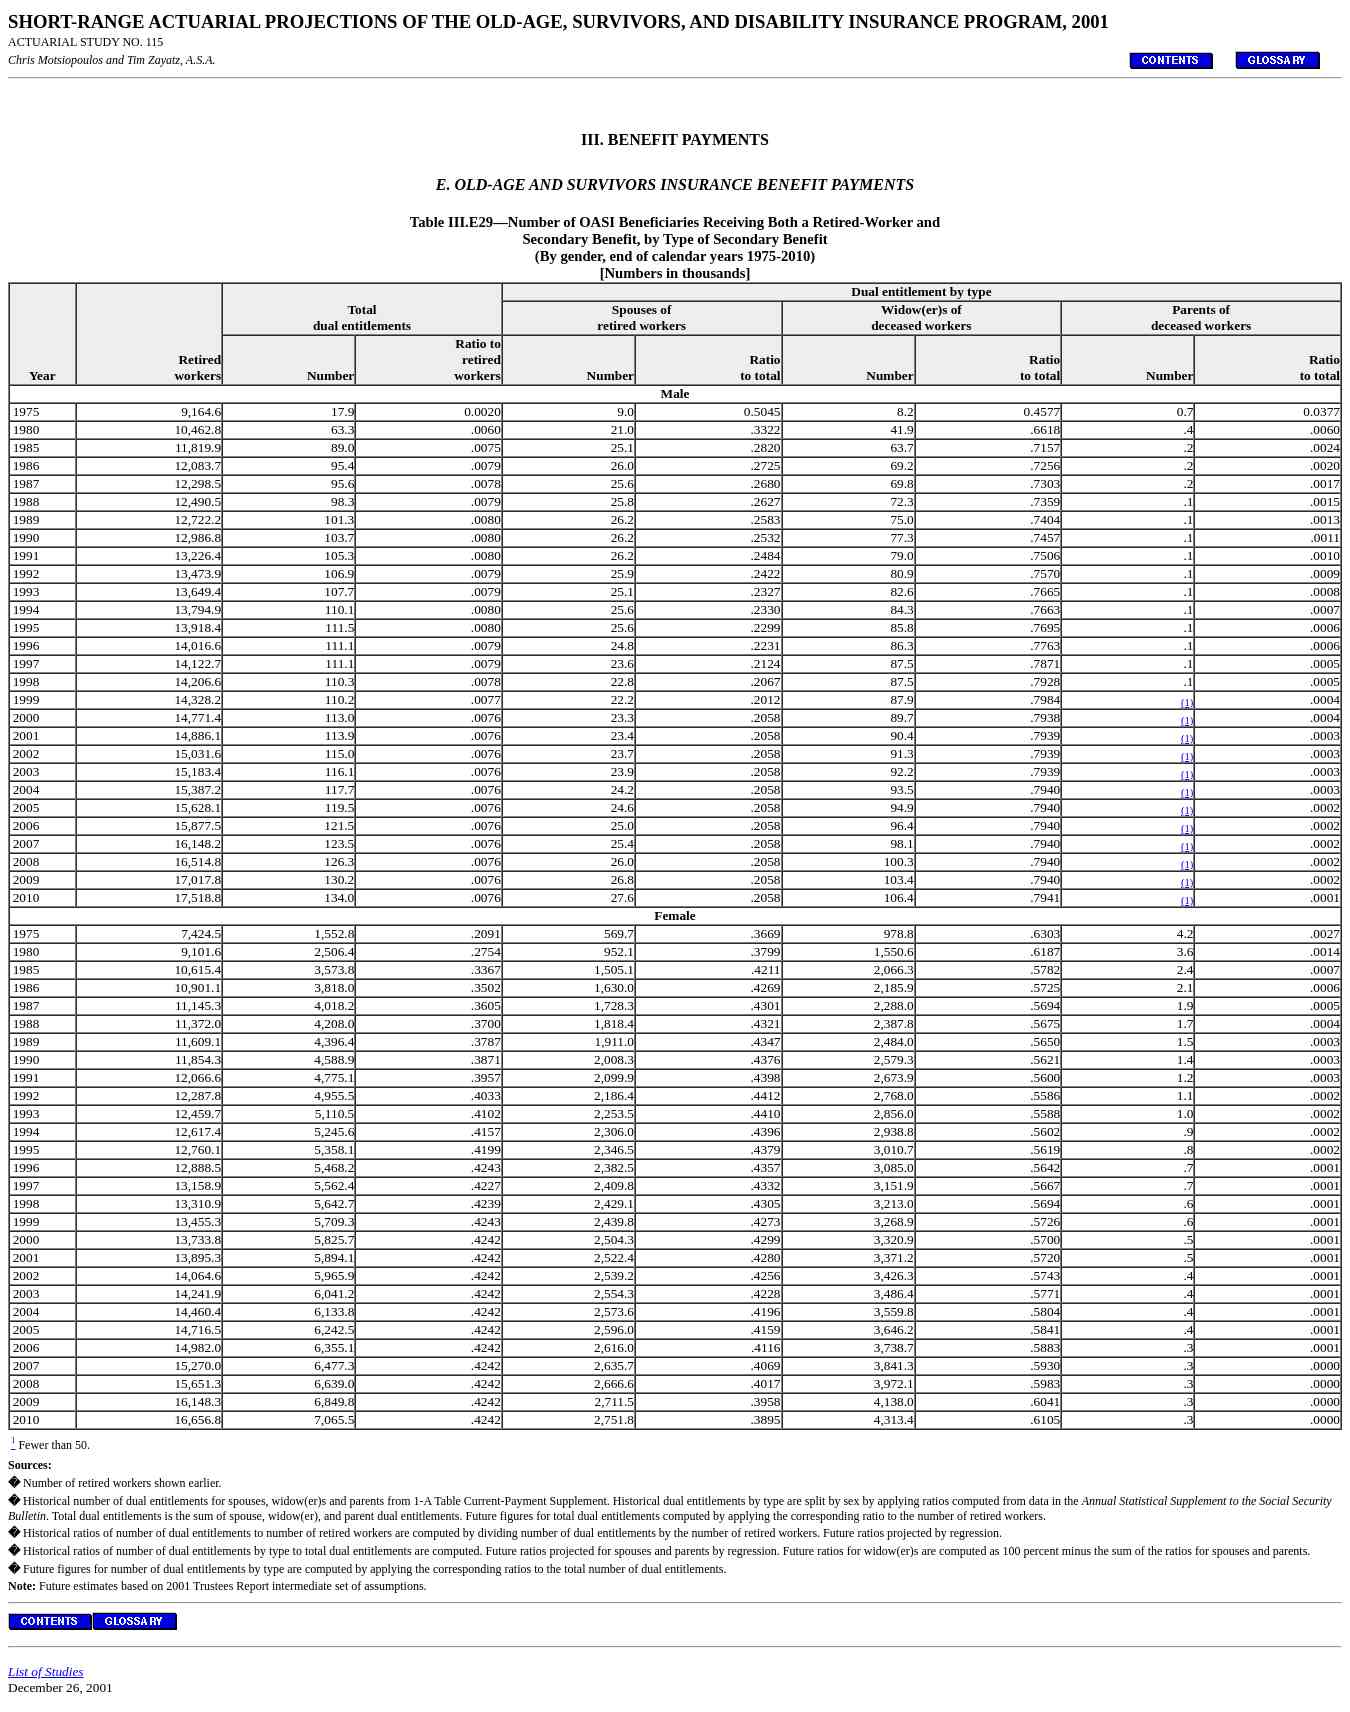 SHORT-RANGE ACTUARIAL PROJECTIONS OF THE OLD-AGE, SURVIVORS, AND DISABILITY INSURANCE PROGRAM, 2001
ACTUARIAL STUDY NO. 115
Chris Motsiopoulos and Tim Zayatz, A.S.A.
CONTENTS GLOSSARY
III. BENEFIT PAYMENTS
E. OLD-AGE AND SURVIVORS INSURANCE BENEFIT PAYMENTS
Table III.E29—Number of OASI Beneficiaries Receiving Both a Retired-Worker and
Secondary Benefit, by Type of Secondary Benefit
(By gender, end of calendar years 1975-2010)
[Numbers in thousands]
Dual entitlement by type
Total Spouses of Widow(er)s of Parents of
dual entitlements retired workers deceased workers deceased workers
Ratio to
Retired retired Ratio Ratio Ratio
Year workers Number workers Number to total Number to total Number to total
Male
1975 9,164.6 17.9 0.0020 9.0 0.5045 8.2 0.4577 0.7 0.0377
1980 10,462.8 63.3 .0060 21.0 .3322 41.9 .6618 .4 .0060
1985 11,819.9 89.0 .0075 25.1 .2820 63.7 .7157 .2 .0024
1986 12,083.7 95.4 .0079 26.0 .2725 69.2 .7256 .2 .0020
1987 12,298.5 95.6 .0078 25.6 .2680 69.8 .7303 .2 .0017
1988 12,490.5 98.3 .0079 25.8 .2627 72.3 .7359 .1 .0015
1989 12,722.2 101.3 .0080 26.2 .2583 75.0 .7404 .1 .0013
1990 12,986.8 103.7 .0080 26.2 .2532 77.3 .7457 .1 .0011
1991 13,226.4 105.3 .0080 26.2 .2484 79.0 .7506 .1 .0010
1992 13,473.9 106.9 .0079 25.9 .2422 80.9 .7570 .1 .0009
1993 13,649.4 107.7 .0079 25.1 .2327 82.6 .7665 .1 .0008
1994 13,794.9 110.1 .0080 25.6 .2330 84.3 .7663 .1 .0007
1995 13,918.4 111.5 .0080 25.6 .2299 85.8 .7695 .1 .0006
1996 14,016.6 111.1 .0079 24.8 .2231 86.3 .7763 .1 .0006
1997 14,122.7 111.1 .0079 23.6 .2124 87.5 .7871 .1 .0005
1998 14,206.6 110.3 .0078 22.8 .2067 87.5 .7928 .1 .0005
1999 14,328.2 110.2 .0077 22.2 .2012 87.9 .7984 (1) .0004
2000 14,771.4 113.0 .0076 23.3 .2058 89.7 .7938 (1) .0004
2001 14,886.1 113.9 .0076 23.4 .2058 90.4 .7939 (1) .0003
2002 15,031.6 115.0 .0076 23.7 .2058 91.3 .7939 (1) .0003
2003 15,183.4 116.1 .0076 23.9 .2058 92.2 .7939 (1) .0003
2004 15,387.2 117.7 .0076 24.2 .2058 93.5 .7940 (1) .0003
2005 15,628.1 119.5 .0076 24.6 .2058 94.9 .7940 (1) .0002
2006 15,877.5 121.5 .0076 25.0 .2058 96.4 .7940 (1) .0002
2007 16,148.2 123.5 .0076 25.4 .2058 98.1 .7940 (1) .0002
2008 16,514.8 126.3 .0076 26.0 .2058 100.3 .7940 (1) .0002
2009 17,017.8 130.2 .0076 26.8 .2058 103.4 .7940 (1) .0002
2010 17,518.8 134.0 .0076 27.6 .2058 106.4 .7941 (1) .0001
Female
1975 7,424.5 1,552.8 .2091 569.7 .3669 978.8 .6303 4.2 .0027
1980 9,101.6 2,506.4 .2754 952.1 .3799 1,550.6 .6187 3.6 .0014
1985 10,615.4 3,573.8 .3367 1,505.1 .4211 2,066.3 .5782 2.4 .0007
1986 10,901.1 3,818.0 .3502 1,630.0 .4269 2,185.9 .5725 2.1 .0006
1987 11,145.3 4,018.2 .3605 1,728.3 .4301 2,288.0 .5694 1.9 .0005
1988 11,372.0 4,208.0 .3700 1,818.4 .4321 2,387.8 .5675 1.7 .0004
1989 11,609.1 4,396.4 .3787 1,911.0 .4347 2,484.0 .5650 1.5 .0003
1990 11,854.3 4,588.9 .3871 2,008.3 .4376 2,579.3 .5621 1.4 .0003
1991 12,066.6 4,775.1 .3957 2,099.9 .4398 2,673.9 .5600 1.2 .0003
1992 12,287.8 4,955.5 .4033 2,186.4 .4412 2,768.0 .5586 1.1 .0002
1993 12,459.7 5,110.5 .4102 2,253.5 .4410 2,856.0 .5588 1.0 .0002
1994 12,617.4 5,245.6 .4157 2,306.0 .4396 2,938.8 .5602 .9 .0002
1995 12,760.1 5,358.1 .4199 2,346.5 .4379 3,010.7 .5619 .8 .0002
1996 12,888.5 5,468.2 .4243 2,382.5 .4357 3,085.0 .5642 .7 .0001
1997 13,158.9 5,562.4 .4227 2,409.8 .4332 3,151.9 .5667 .7 .0001
1998 13,310.9 5,642.7 .4239 2,429.1 .4305 3,213.0 .5694 .6 .0001
1999 13,455.3 5,709.3 .4243 2,439.8 .4273 3,268.9 .5726 .6 .0001
2000 13,733.8 5,825.7 .4242 2,504.3 .4299 3,320.9 .5700 .5 .0001
2001 13,895.3 5,894.1 .4242 2,522.4 .4280 3,371.2 .5720 .5 .0001
2002 14,064.6 5,965.9 .4242 2,539.2 .4256 3,426.3 .5743 .4 .0001
2003 14,241.9 6,041.2 .4242 2,554.3 .4228 3,486.4 .5771 .4 .0001
2004 14,460.4 6,133.8 .4242 2,573.6 .4196 3,559.8 .5804 .4 .0001
2005 14,716.5 6,242.5 .4242 2,596.0 .4159 3,646.2 .5841 .4 .0001
2006 14,982.0 6,355.1 .4242 2,616.0 .4116 3,738.7 .5883 .3 .0001
2007 15,270.0 6,477.3 .4242 2,635.7 .4069 3,841.3 .5930 .3 .0000
2008 15,651.3 6,639.0 .4242 2,666.6 .4017 3,972.1 .5983 .3 .0000
2009 16,148.3 6,849.8 .4242 2,711.5 .3958 4,138.0 .6041 .3 .0000
2010 16,656.8 7,065.5 .4242 2,751.8 .3895 4,313.4 .6105 .3 .0000
1 Fewer than 50.
Sources:
� Number of retired workers shown earlier.
� Historical number of dual entitlements for spouses, widow(er)s and parents from 1-A Table Current-Payment Supplement. Historical dual entitlements by type are split by sex by applying ratios computed from data in the Annual Statistical Supplement to the Social Security
Bulletin. Total dual entitlements is the sum of spouse, widow(er), and parent dual entitlements. Future figures for total dual entitlements computed by applying the corresponding ratio to the number of retired workers.
� Historical ratios of number of dual entitlements to number of retired workers are computed by dividing number of dual entitlements by the number of retired workers. Future ratios projected by regression.
� Historical ratios of number of dual entitlements by type to total dual entitlements are computed. Future ratios projected for spouses and parents by regression. Future ratios for widow(er)s are computed as 100 percent minus the sum of the ratios for spouses and parents.
� Future figures for number of dual entitlements by type are computed by applying the corresponding ratios to the total number of dual entitlements.
Note: Future estimates based on 2001 Trustees Report intermediate set of assumptions.
CONTENTS GLOSSARY
List of Studies
December 26, 2001